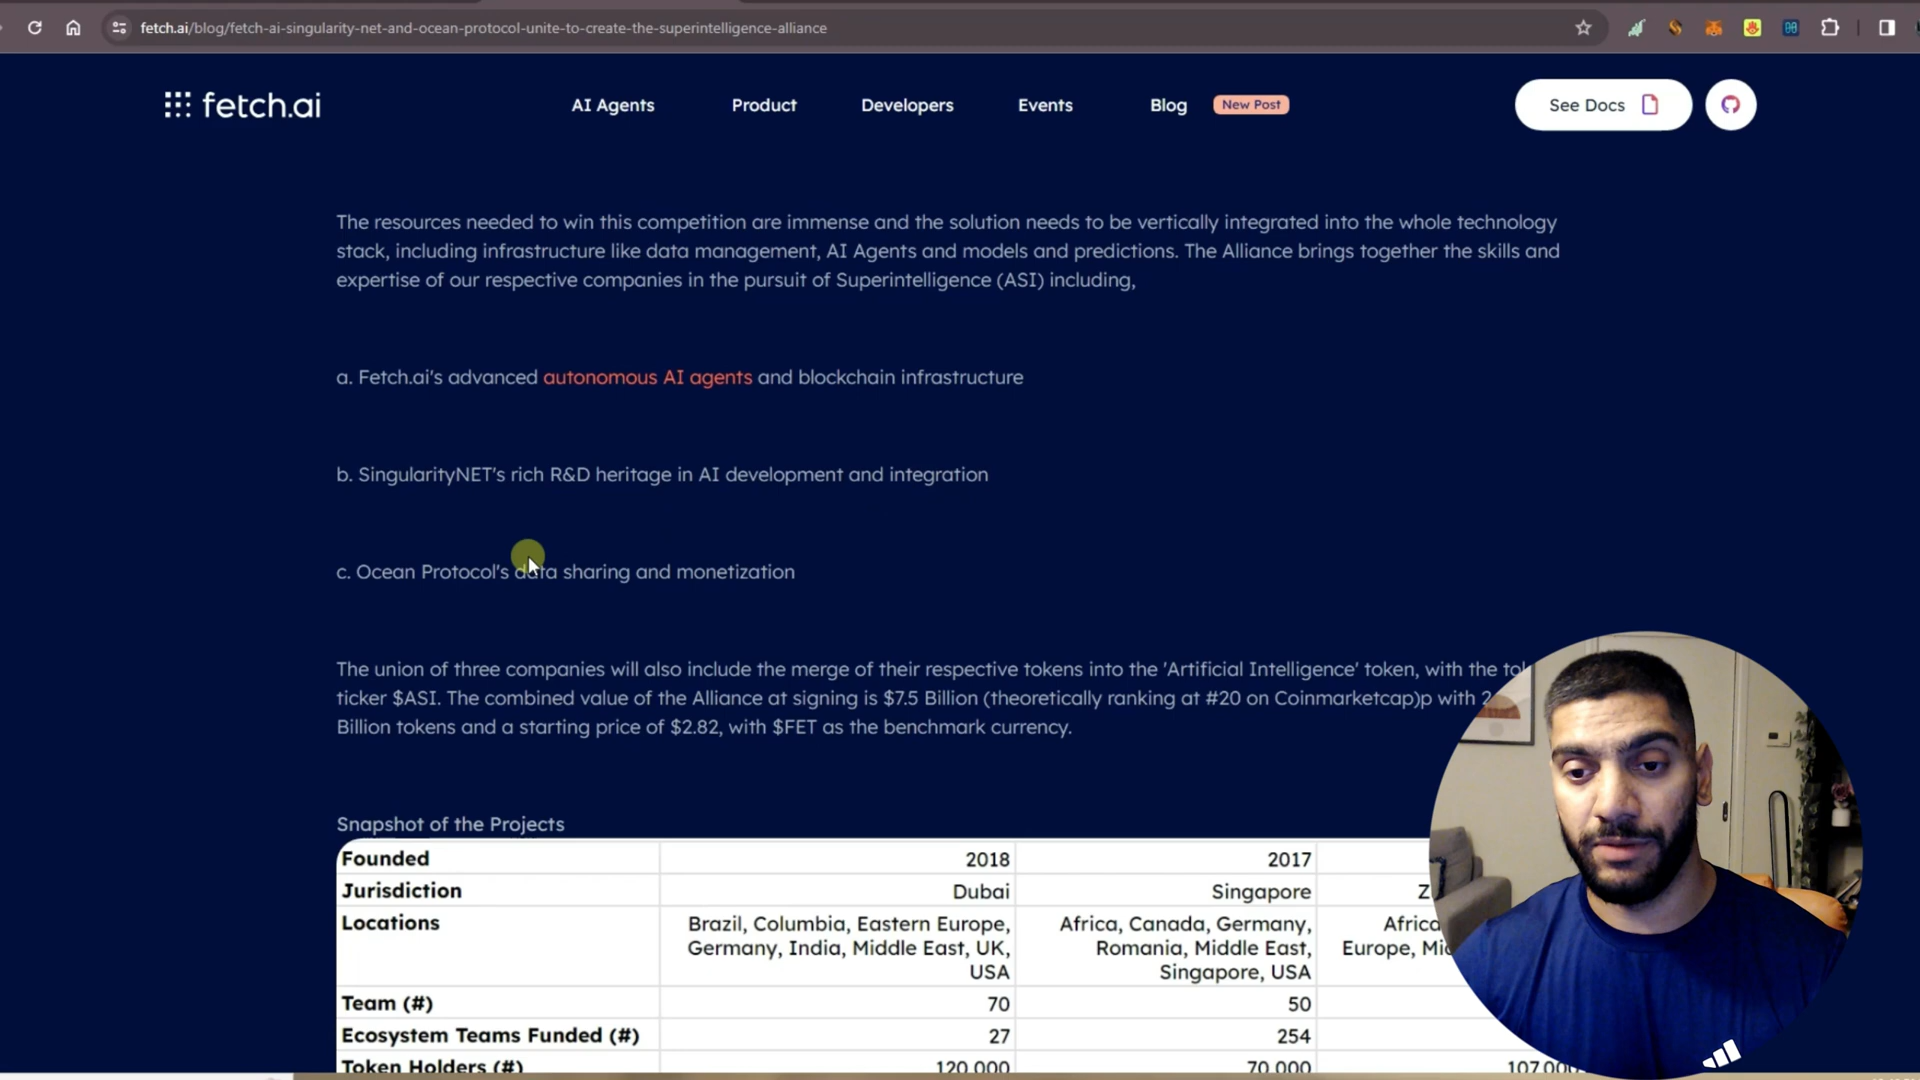 fetch.ai/blog/fetch-ai-singularity-net-and-ocean-protocol-unite-to-create-the-superintelligence-alliance
fetch.ai
AI Agents
Product
Developers
Events
Blog
New Post
See Docs
The resources needed to win this competition are immense and the solution needs to be vertically integrated into the whole technology
stack, including infrastructure like data management, AI Agents and models and predictions. The Alliance brings together the skills and
expertise of our respective companies in the pursuit of Superintelligence (ASI) including,
a. Fetch.ai's advanced autonomous AI agents and blockchain infrastructure
b. SingularityNET's rich R&D heritage in AI development and integration
c. Ocean Protocol's data sharing and monetization
The union of three companies will also include the merge of their respective tokens into the 'Artificial Intelligence' token, with the
ticker $ASI. The combined value of the Alliance at signing is $7.5 Billion (theoretically ranking at #20 on Coinmarketcap)p with
Billion tokens and a starting price of $2.82, with $FET as the benchmark currency.
Snapshot of the Projects
Founded 2018 2017
Jurisdiction Dubai Singapore
Locations Brazil, Columbia, Eastern Europe, Africa, Canada, Germany, Africa
Germany, India, Middle East, UK, Romania, Middle East, Europe,
USA Singapore, USA
Team (#) 70 50
Ecosystem Teams Funded (#) 27 254
Token Holders (#) 120,000 70,000